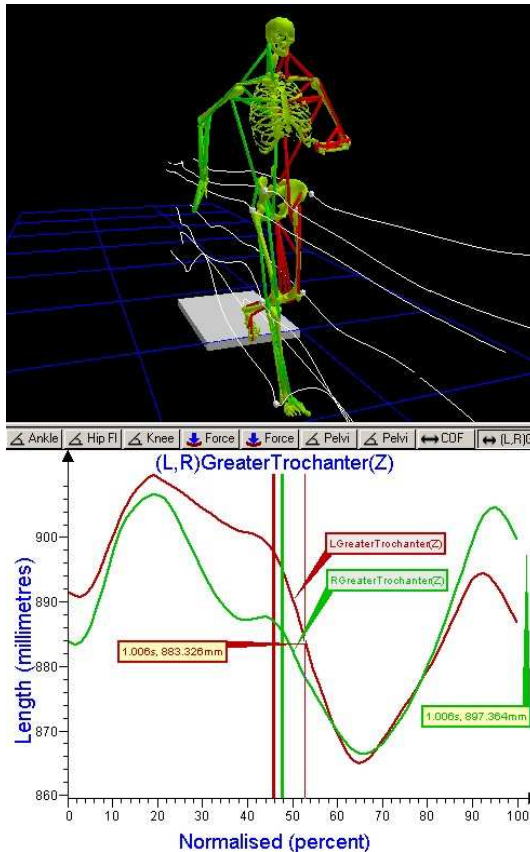 Ankle Hip Fl Knee Force Force Pelvi Pelvi COF (L,R)G
(L,R)GreaterTrochanter(Z)
Length (millimetres)
900
890
880
870
860
LGreaterTrochanter(Z)
RGreaterTrochanter(Z)
1.006s, 883.326mm
1.006s, 897.364mm
0 10 20 30 40 50 60 70 80 90 100
Normalised (percent)